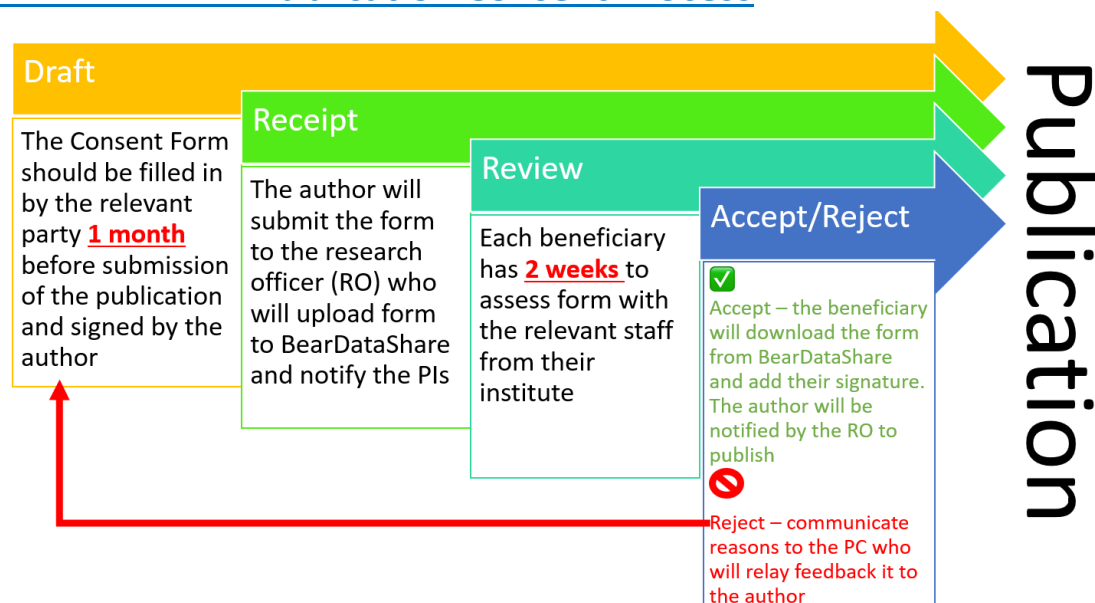 Draft
The Consent Form
should be filled in
by the relevant
party 1 month
before submission
of the publication
and signed by the
author
Receipt
The author will
submit the form
to the research
officer (RO) who
will upload form
to BearDataShare
and notify the PIs
Review
Each beneficiary
has 2 weeks to
assess form with
the relevant staff
from their
institute
Accept/Reject
Accept – the beneficiary
will download the form
from BearDataShare
and add their signature.
The author will be
notified by the RO to
publish
Reject – communicate
reasons to the PC who
will relay feedback it to
the author
Publication